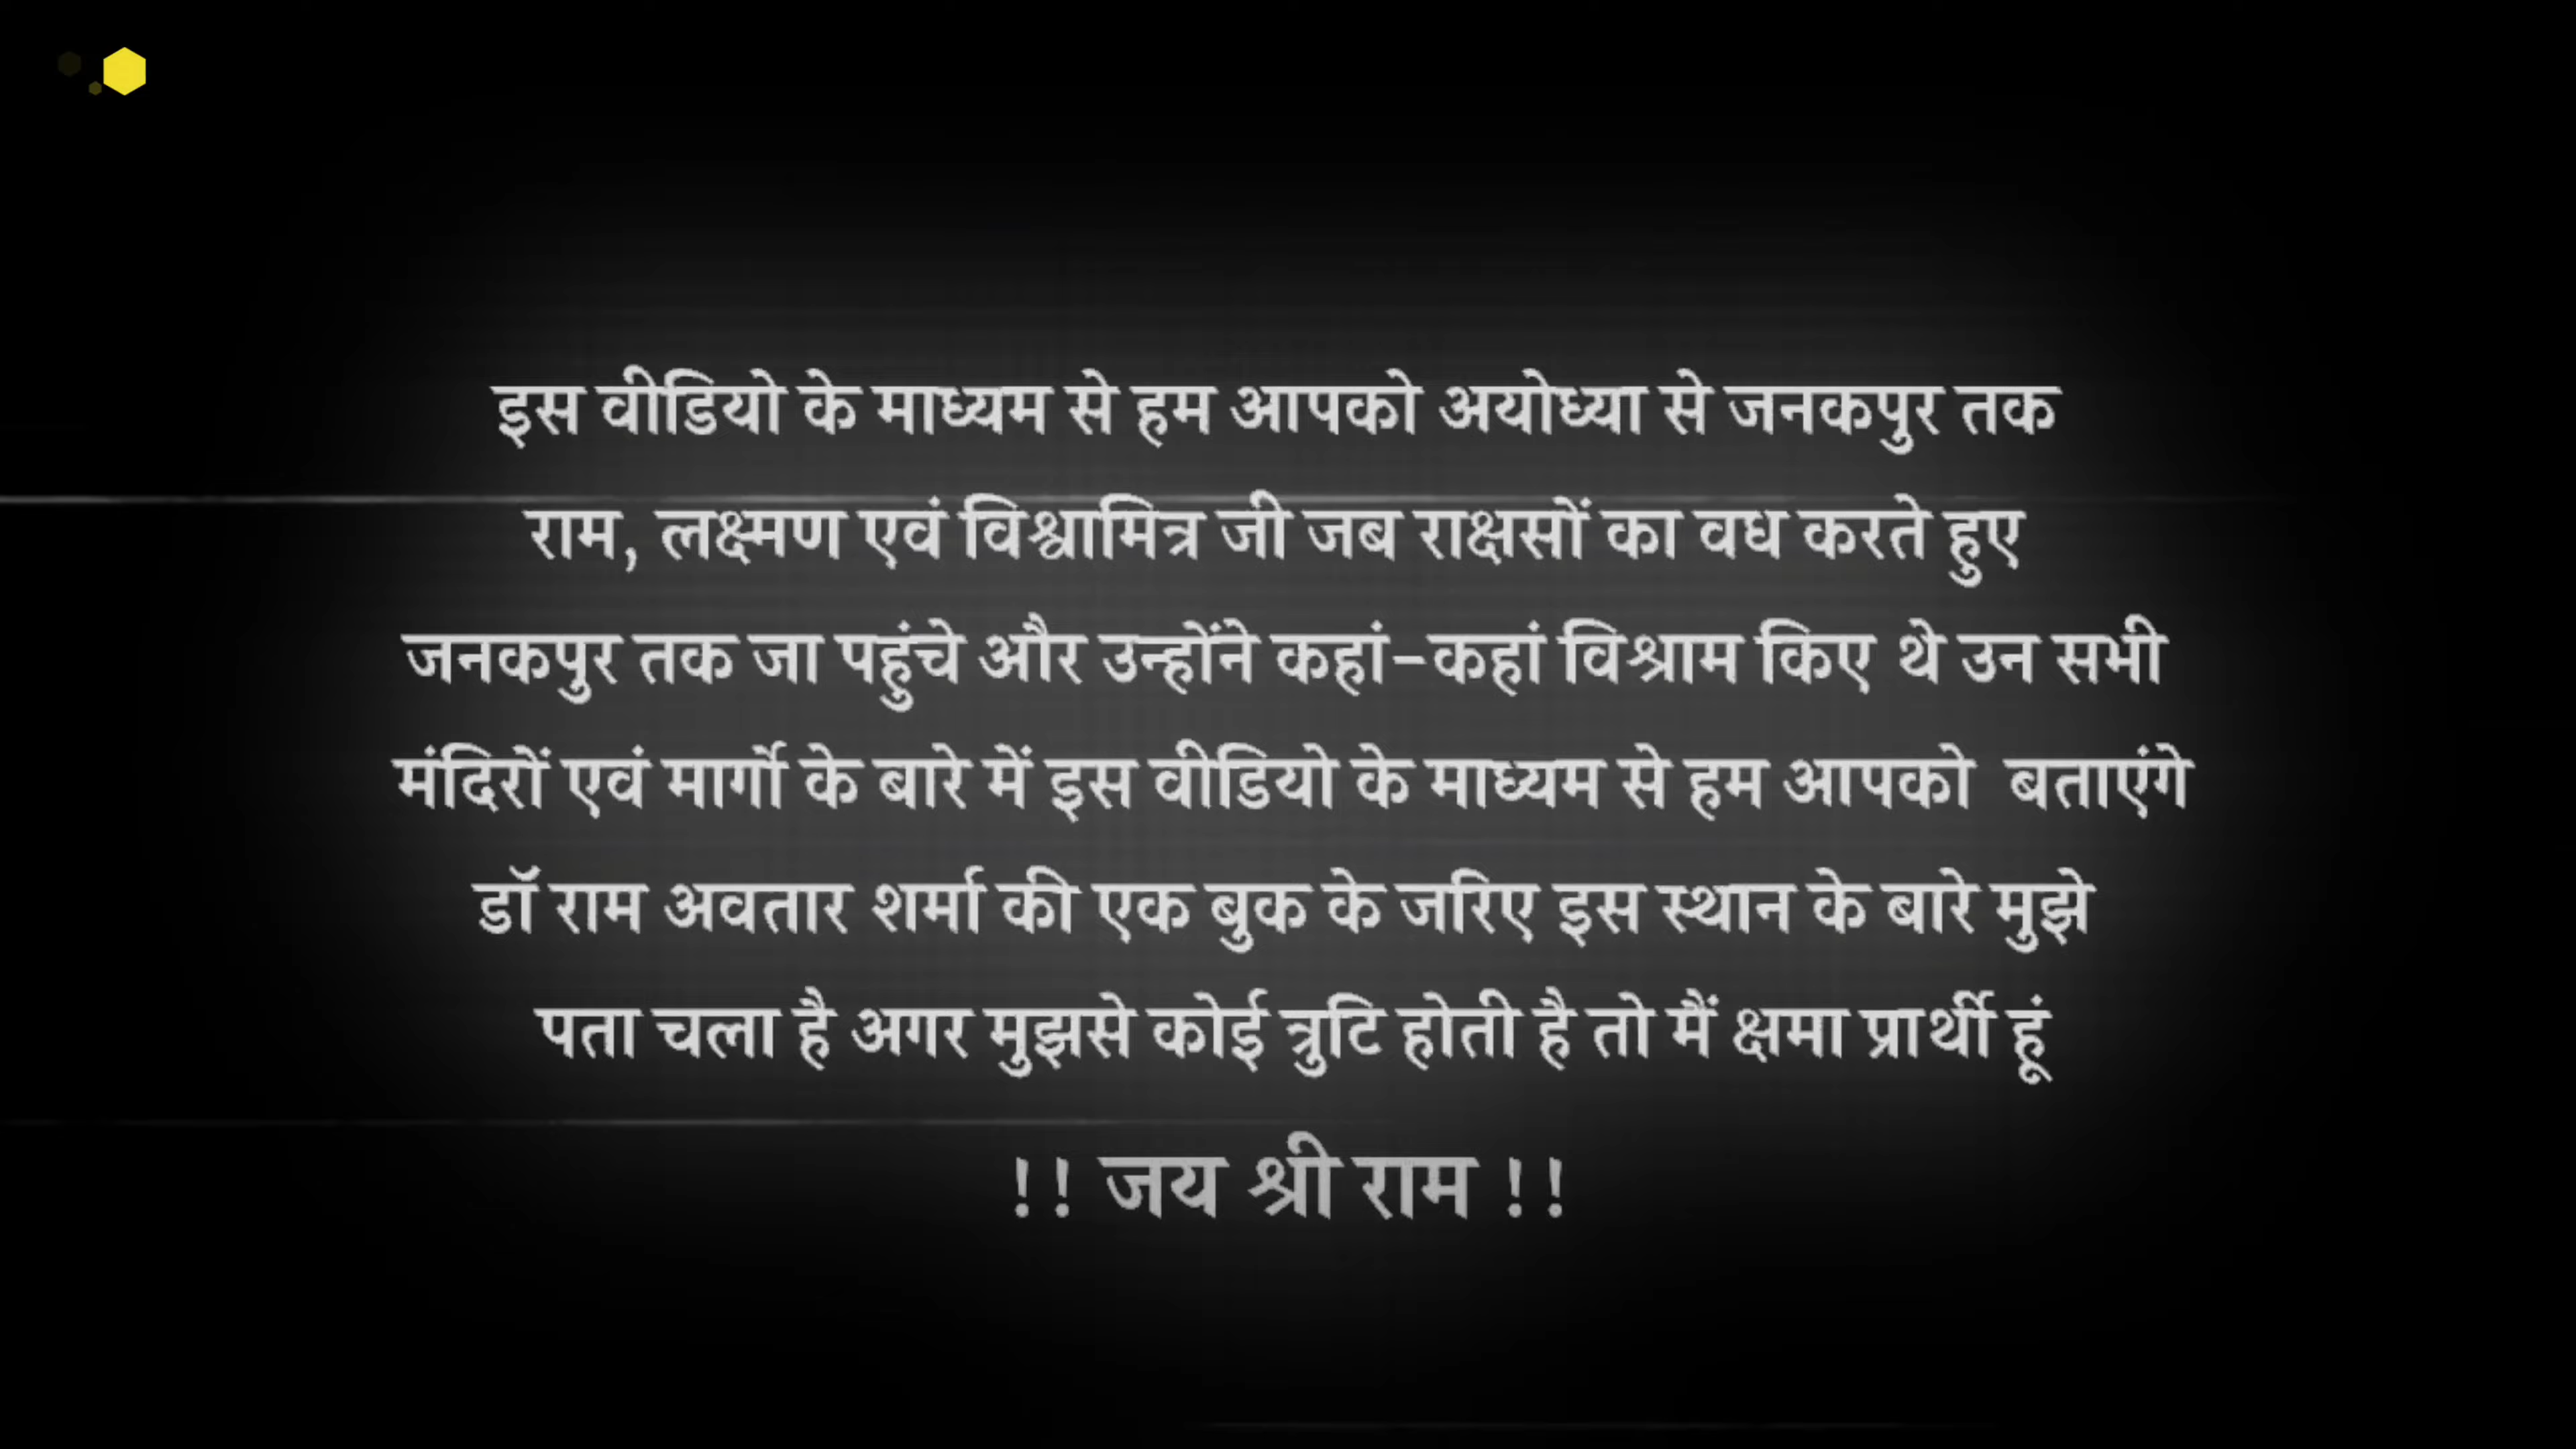 इस वीडियो के माध्यम से हम आपको अयोध्या से जनकपुर तक
राम, लक्ष्मण एवं विश्वामित्र जी जब राक्षसों का वध करते हुए
जनकपुर तक जा पहुंचे और उन्होंने कहां-कहां विश्राम किए थे उन सभी
मंदिरों एवं मार्गो के बारे में इस वीडियो के माध्यम से हम आपको बताएंगे
डॉ राम अवतार शर्मा की एक बुक के जरिए इस स्थान के बारे मुझे
पता चला है अगर मुझसे कोई त्रुटि होती है तो मैं क्षमा प्रार्थी हूं
!! जय श्री राम !!